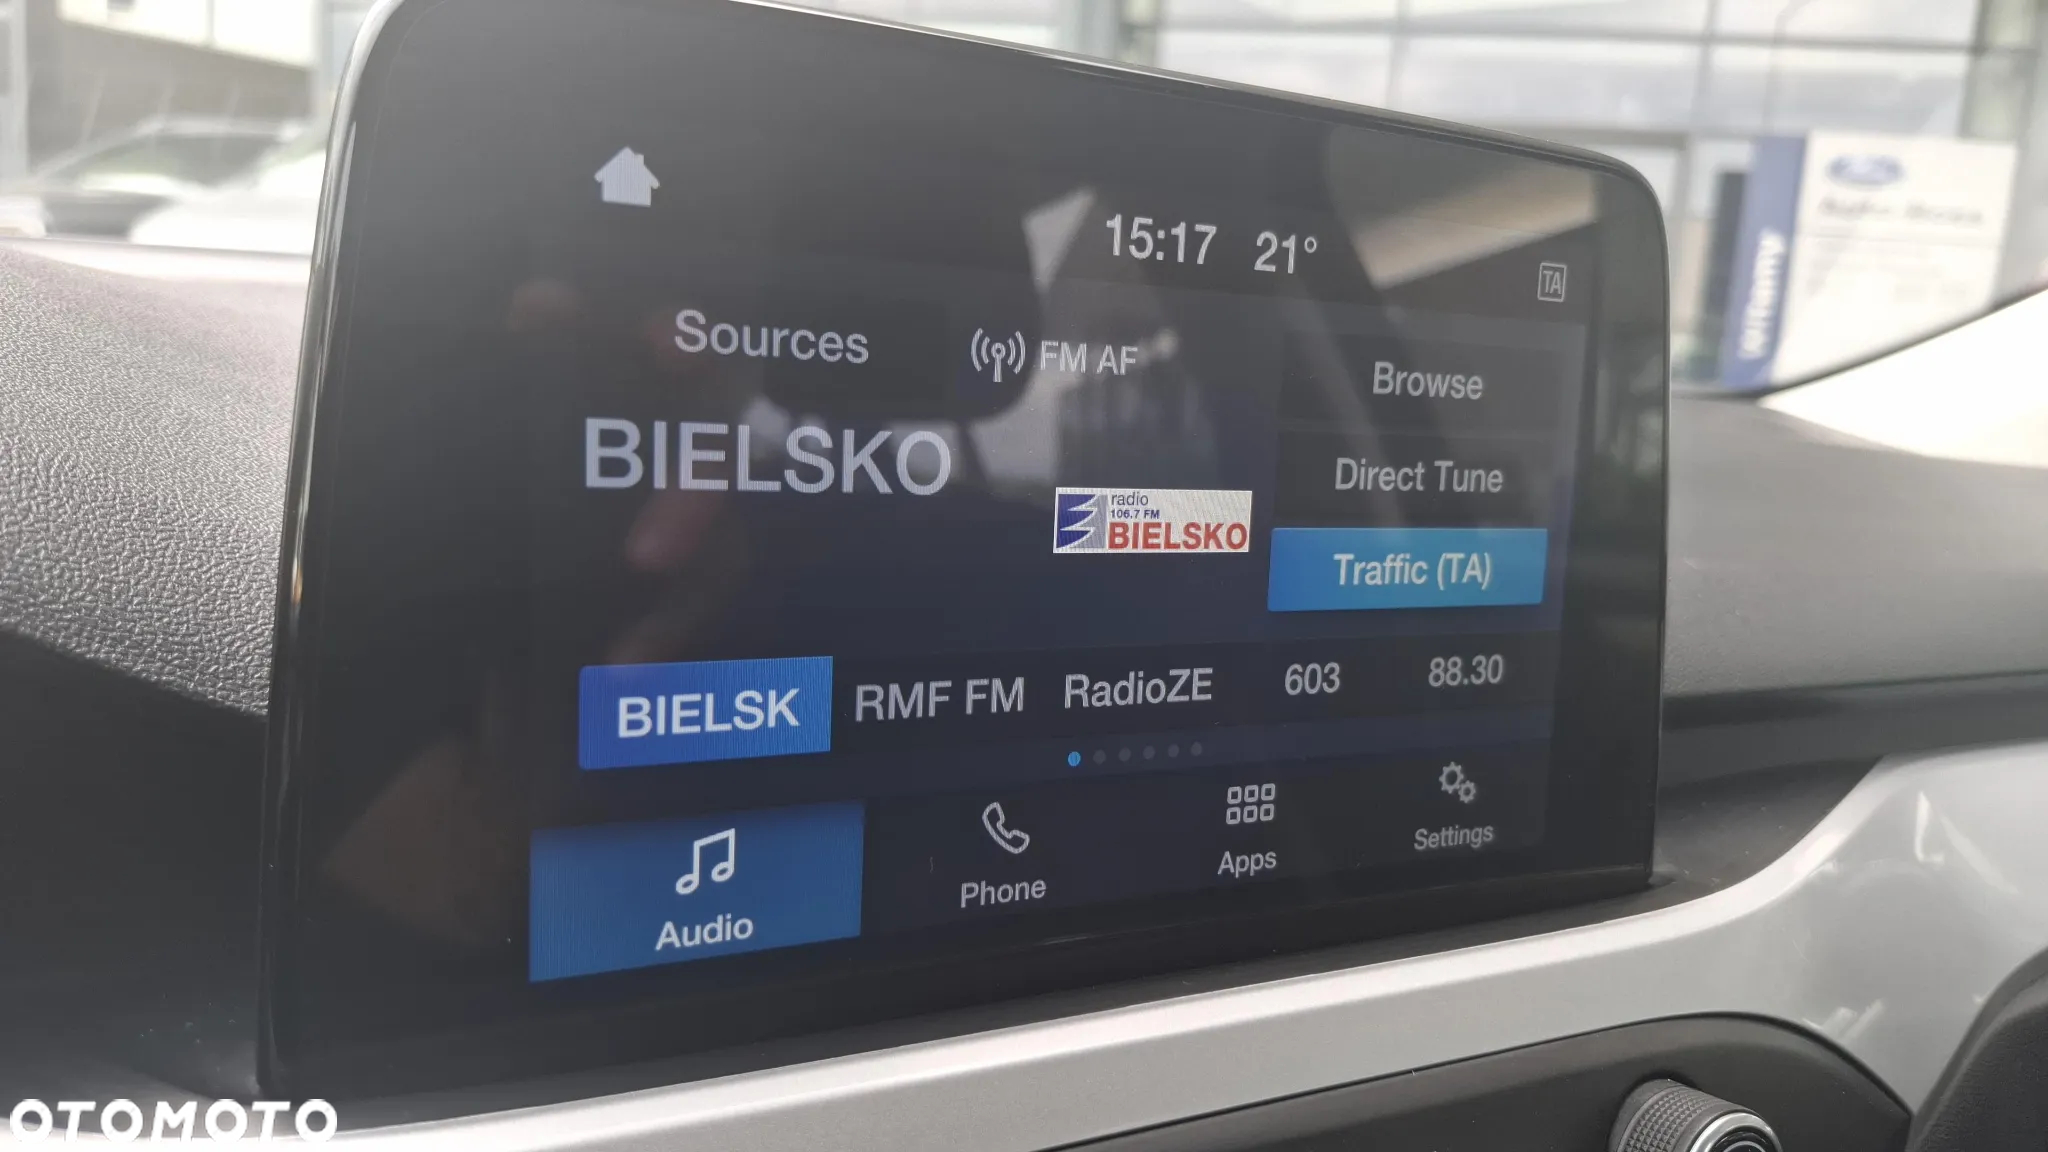 15:17 21°
TA
Sources
FM AF
Browse
BIELSKO
Direct Tune
radio
106.7 FM
BIELSKO
Traffic (TA)
BIELSK
RMF FM
RadioZE
603
88.30
Audio
Phone
Apps
Settings
Witamy
OTOMOTO